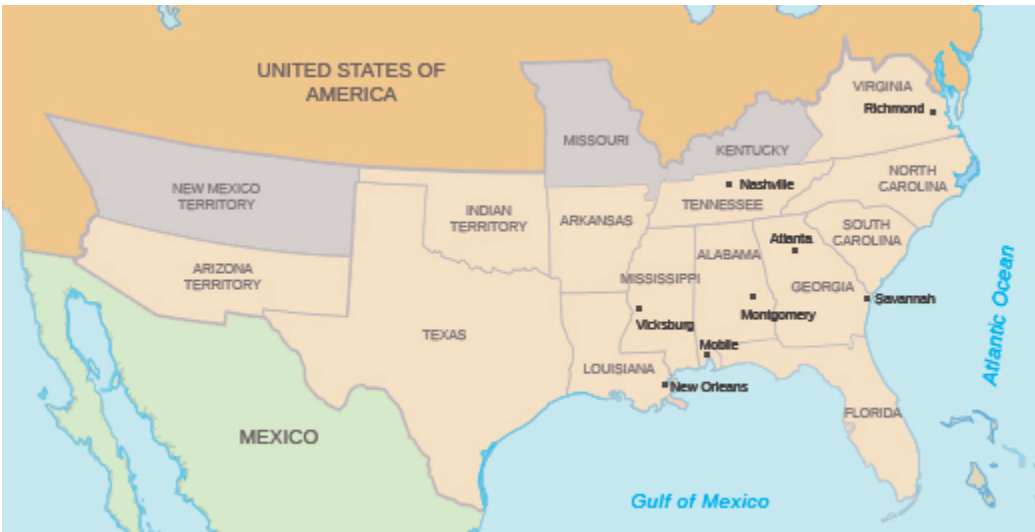 UNITED STATES OF
AMERICA
VIRGINIA
Richmond
MISSOURI
KENTUCKY
NEW MEXICO
TERRITORY
NORTH
CAROLINA
Nashville
TENNESSEE
INDIAN
TERRITORY
ARKANSAS
SOUTH
CAROLINA
Atlanta
ALABAMA
ARIZONA
TERRITORY
MISSISSIPPI
GEORGIA
Savannah
Atlantic Ocean
Vicksburg
Montgomery
TEXAS
Mobile
LOUISIANA
New Orleans
FLORIDA
MEXICO
Gulf of Mexico